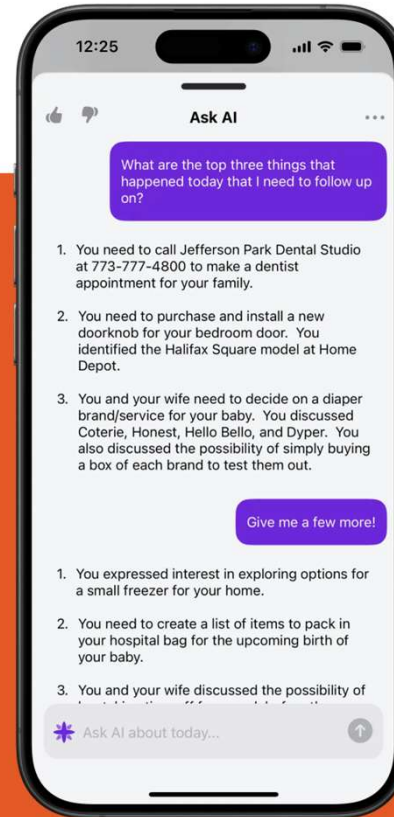 12:25
Ask AI
What are the top three things that
happened today that I need to follow up
on?
1. You need to call Jefferson Park Dental Studio
at 773-777-4800 to make a dentist
appointment for your family.
2. You need to purchase and install a new
doorknob for your bedroom door. You
identified the Halifax Square model at Home
Depot.
3. You and your wife need to decide on a diaper
brand/service for your baby. You discussed
Coterie, Honest, Hello Bello, and Dyper. You
also discussed the possibility of simply buying
a box of each brand to test them out.
Give me a few more!
1. You expressed interest in exploring options for
a small freezer for your home.
2. You need to create a list of items to pack in
your hospital bag for the upcoming birth of
your baby.
3. You and your wife discussed the possibility of
Ask AI about today...